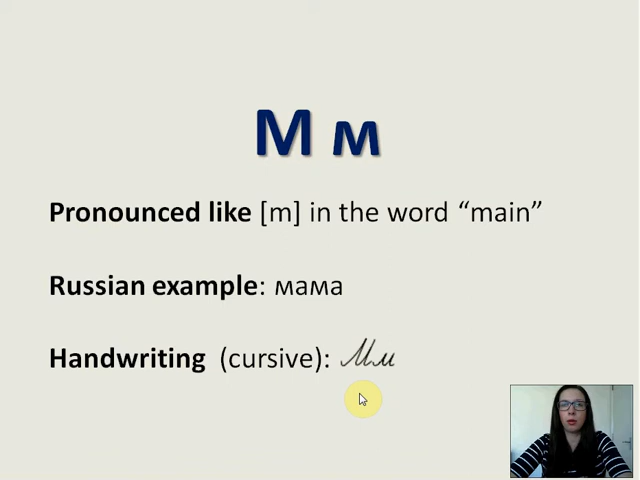 М м
Pronounced like [m] in the word “main”
Russian example: мама
Handwriting (cursive): Мм